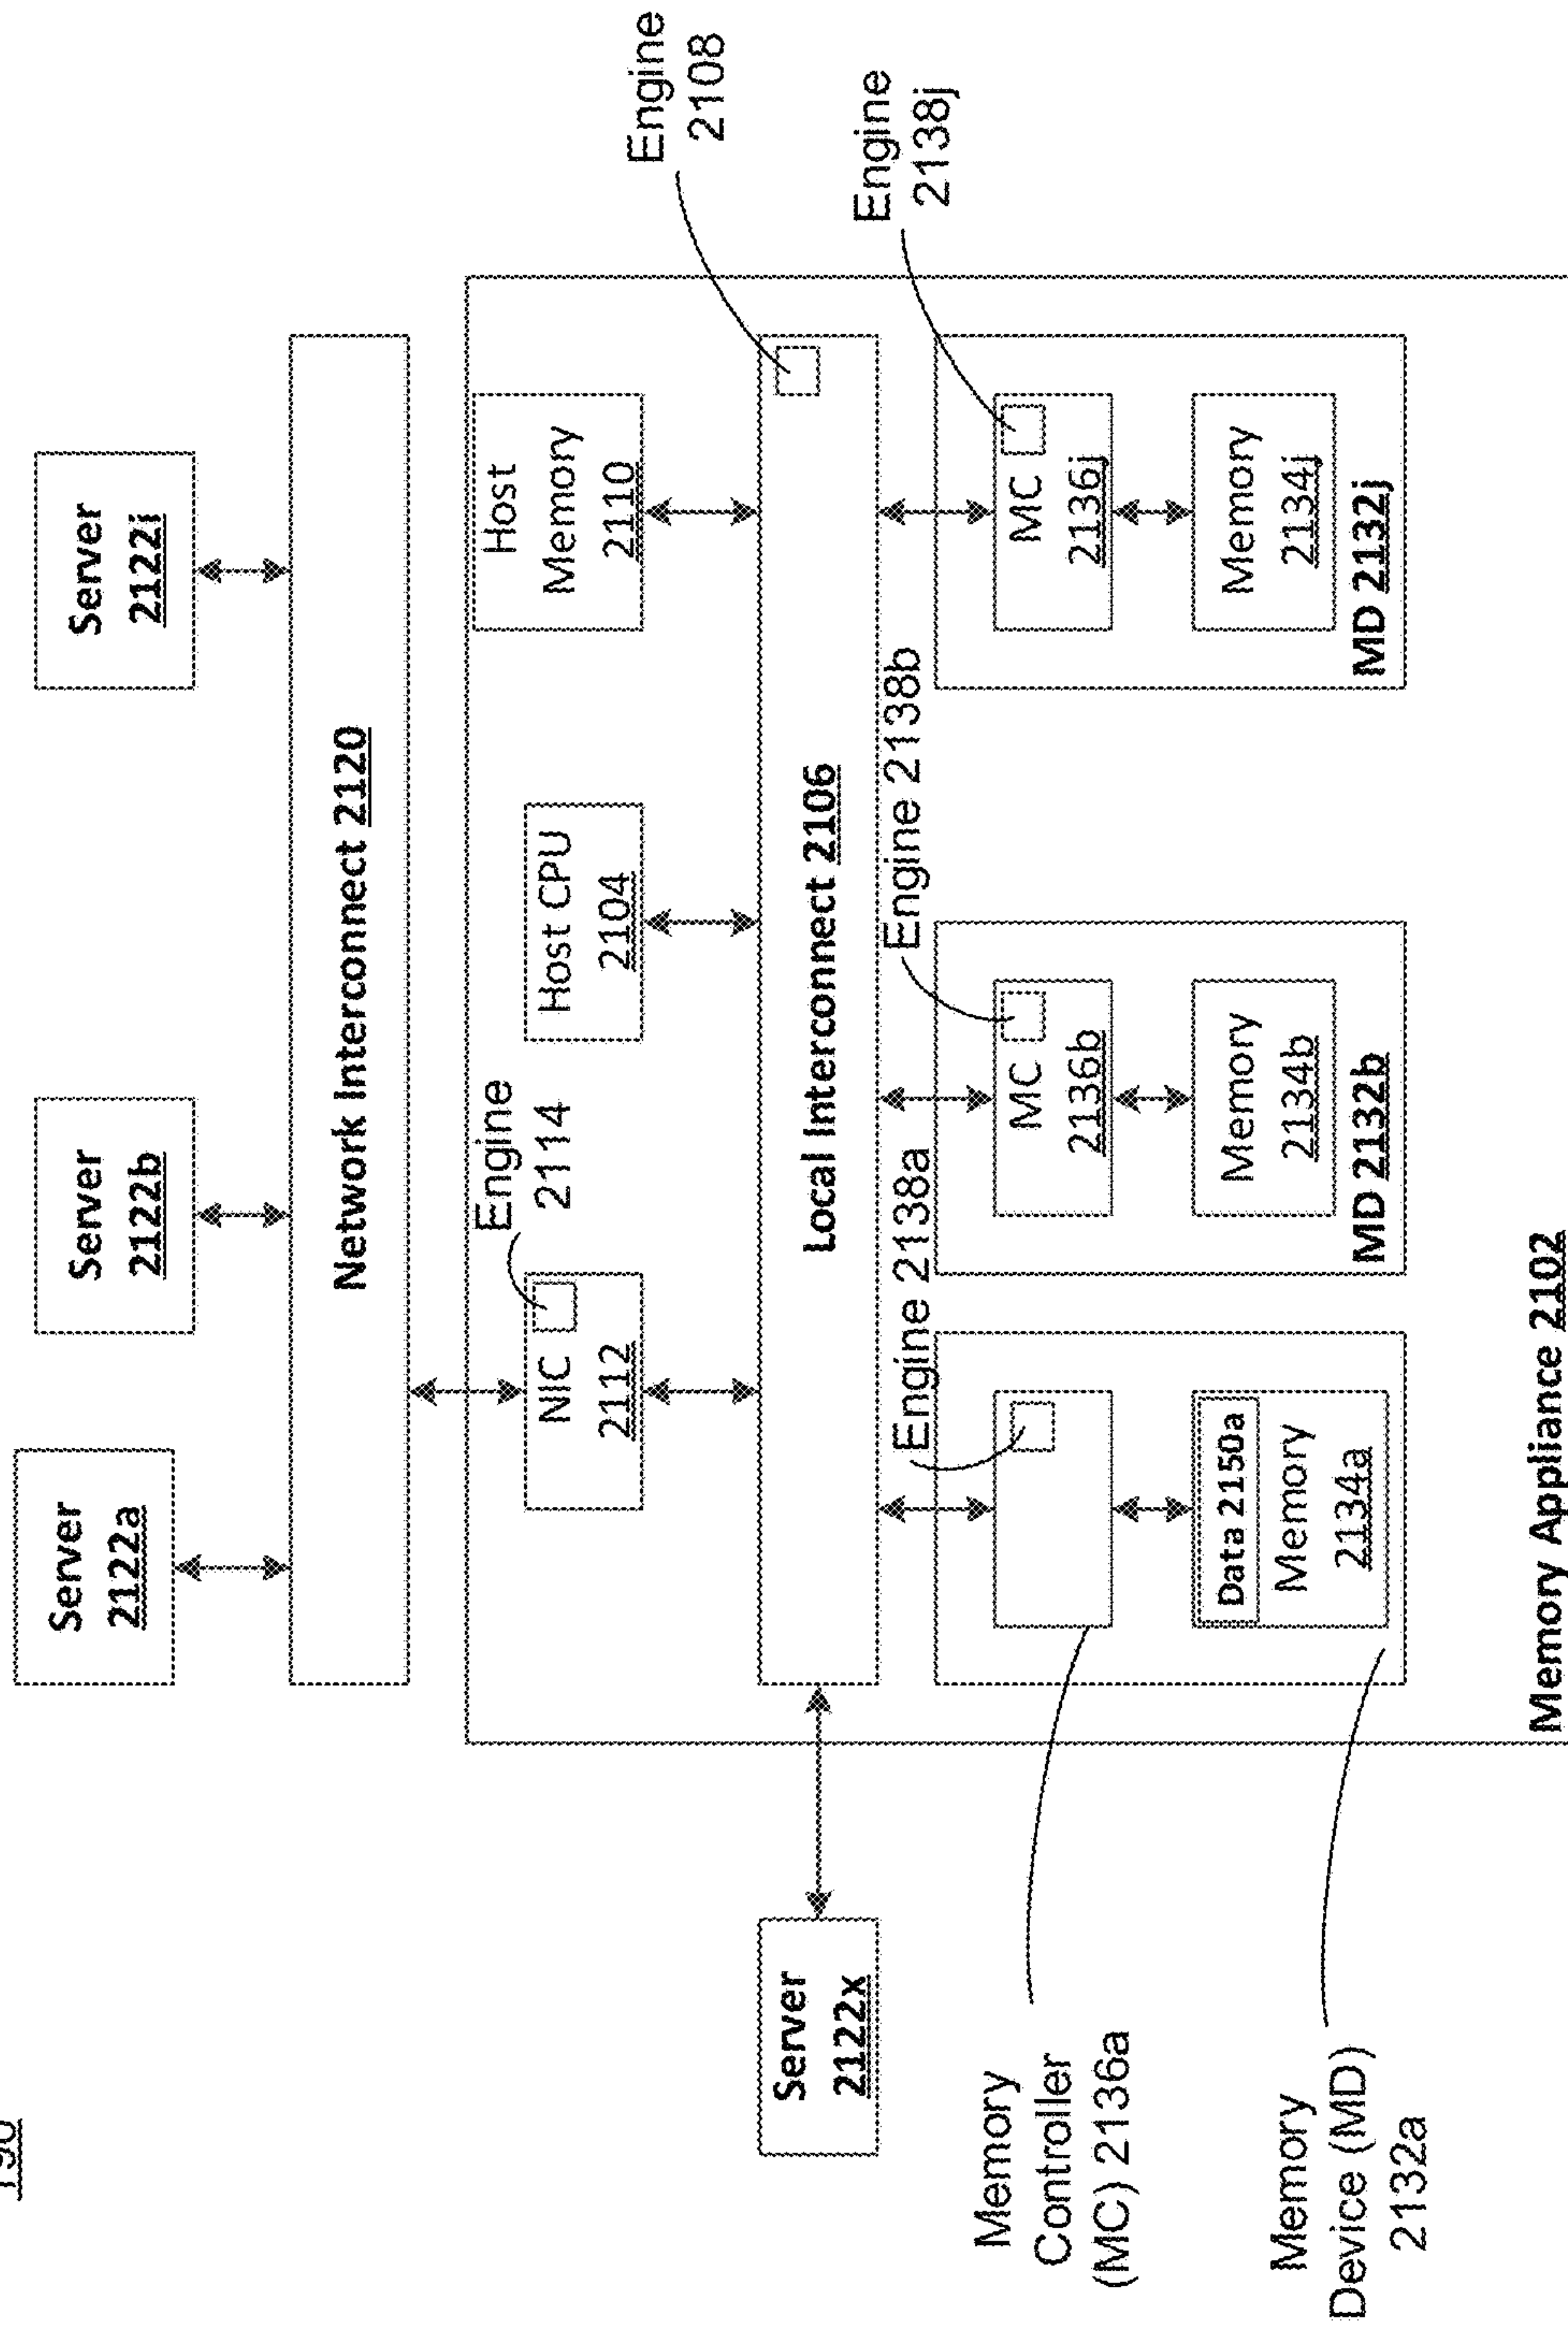 Server
2122a
Server
2122b
Server
2122i
Network Interconnect 2120
Engine
2114
NIC
2112
Host CPU
2104
Host
Memory
2110
Engine
2108
Server
2122x
Local Interconnect 2106
Engine 2138a
Engine 2138b
Engine
2138j
MC
2136b
MC
2136j
Memory
Controller
(MC) 2136a
Data 2150a
Memory
2134a
Memory
2134b
Memory
2134j
Memory
Device (MD)
2132a
MD 2132b
MD 2132j
Memory Appliance 2102